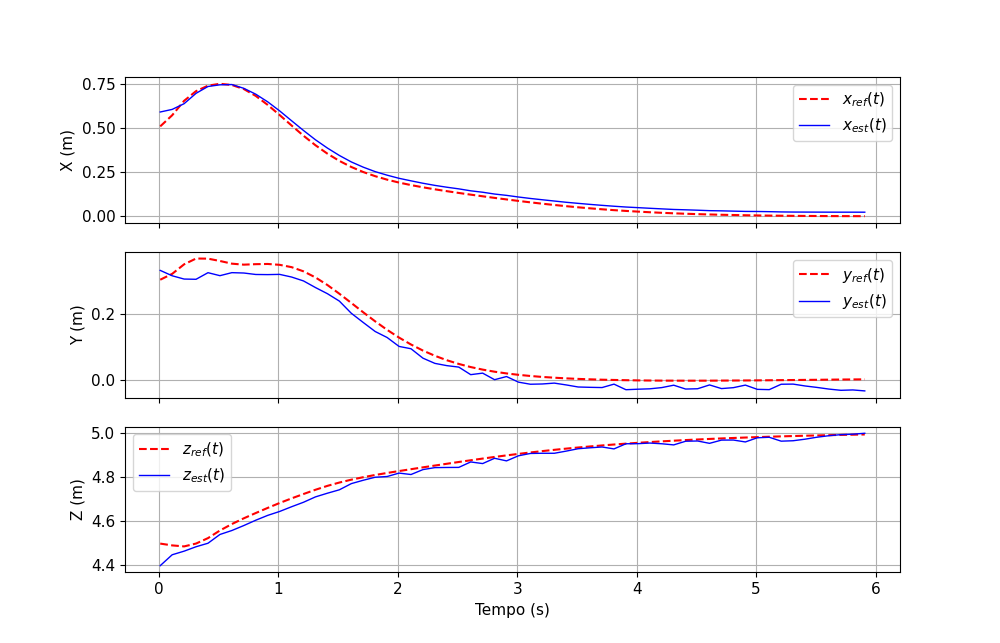 0.75
0.50
0.25
0.00
X (m)
x_ref(t)
x_est(t)
0.2
0.0
Y (m)
y_ref(t)
y_est(t)
5.0
4.8
4.6
4.4
Z (m)
z_ref(t)
z_est(t)
0 1 2 3 4 5 6
Tempo (s)